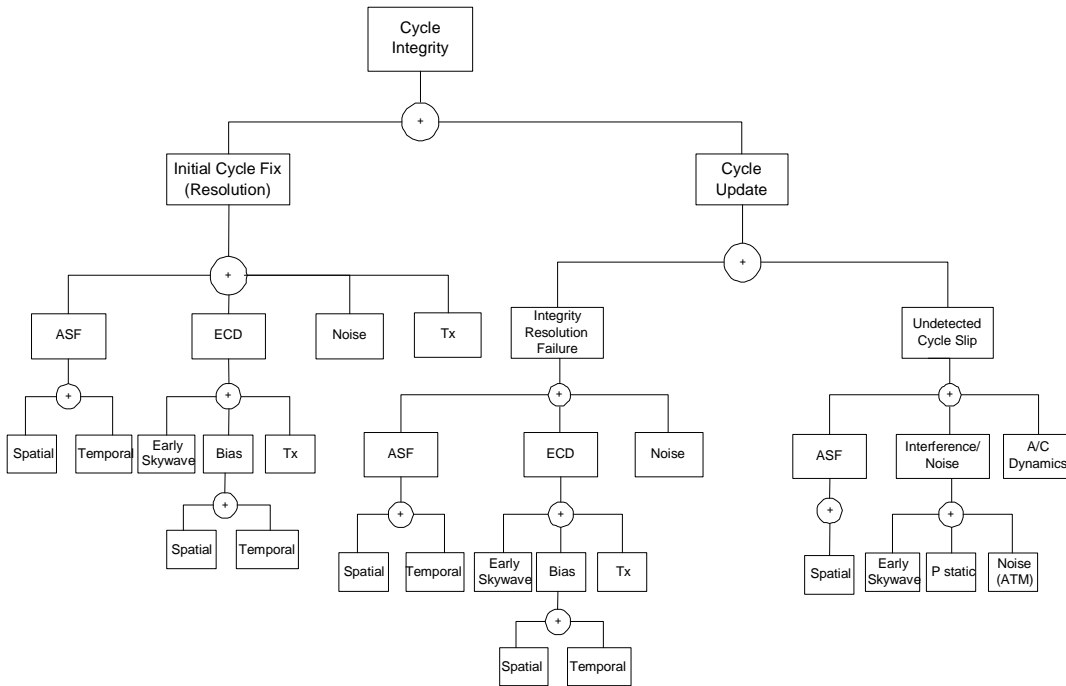 Cycle
Integrity
+
Initial Cycle Fix
(Resolution)
Cycle
Update
+
+
ASF
ECD
Noise
Tx
Integrity
Resolution
Failure
Undetected
Cycle Slip
+
+
+
+
Spatial
Temporal
Early
Skywave
Bias
Tx
ASF
ECD
Noise
ASF
Interference/
Noise
A/C
Dynamics
+
+
+
+
+
Spatial
Temporal
Spatial
Temporal
Early
Skywave
Bias
Tx
Spatial
Early
Skywave
P static
Noise
(ATM)
+
Spatial
Temporal